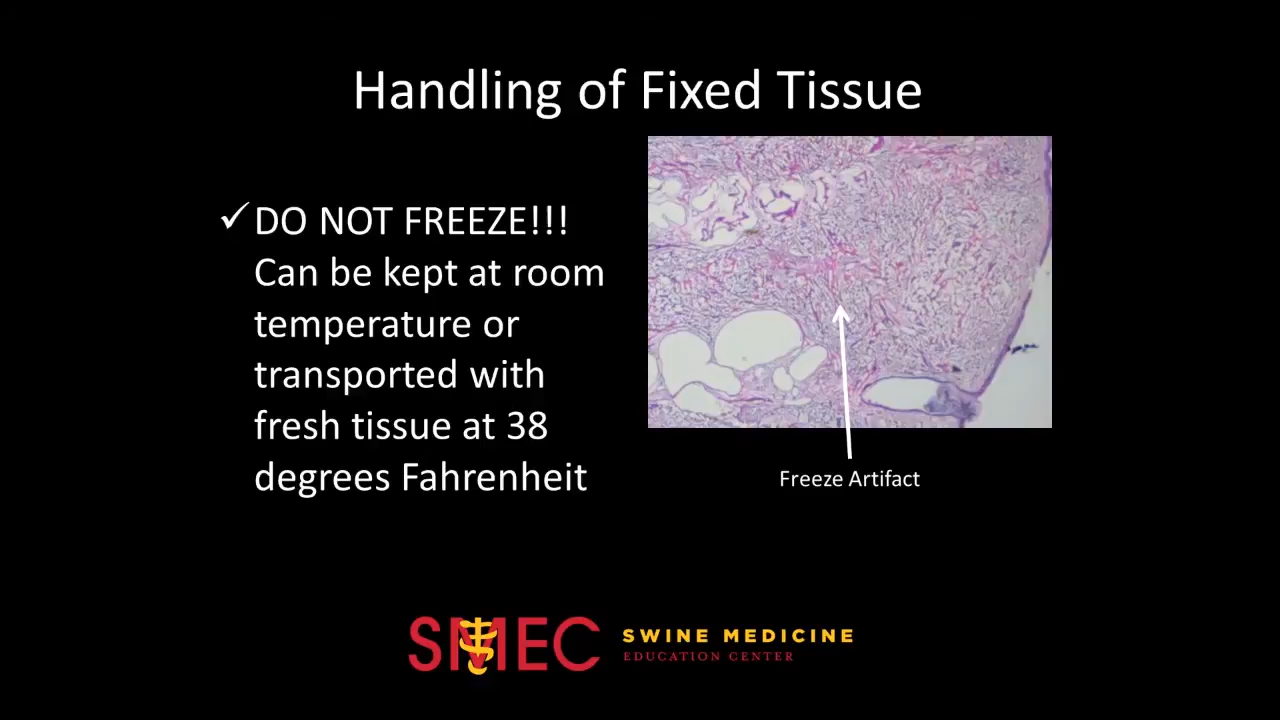 Handling of Fixed Tissue
✓ DO NOT FREEZE!!!
Can be kept at room
temperature or
transported with
fresh tissue at 38
degrees Fahrenheit
Freeze Artifact
SMEC
SWINE MEDICINE
EDUCATION CENTER